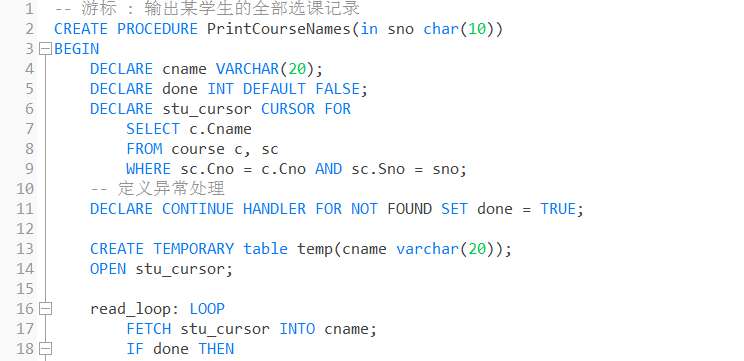 1 -- 游标 : 输出某学生的全部选课记录
2 CREATE PROCEDURE PrintCourseNames(in sno char(10))
3 BEGIN
4     DECLARE cname VARCHAR(20);
5     DECLARE done INT DEFAULT FALSE;
6     DECLARE stu_cursor CURSOR FOR
7         SELECT c.Cname
8         FROM course c, sc
9         WHERE sc.Cno = c.Cno AND sc.Sno = sno;
10     -- 定义异常处理
11     DECLARE CONTINUE HANDLER FOR NOT FOUND SET done = TRUE;
12
13     CREATE TEMPORARY table temp(cname varchar(20));
14     OPEN stu_cursor;
15
16     read_loop: LOOP
17         FETCH stu_cursor INTO cname;
18         IF done THEN